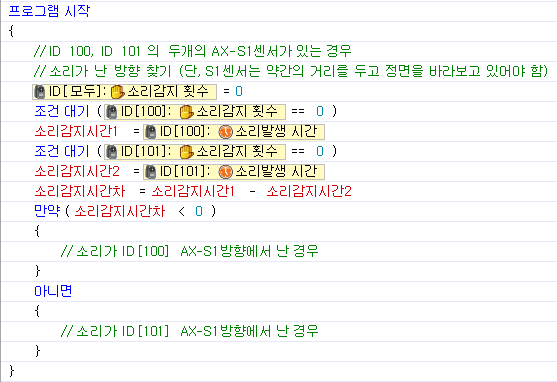 프로그램 시작
{
// ID 100, ID 101 의 두개의 AX-S1센서가 있는 경우
// 소리가 난 방향 찾기 (단, S1센서는 약간의 거리를 두고 정면을 바라보고 있어야 함)
ID[모두]: 소리감지 횟수 = 0
조건 대기 ( ID[100]: 소리감지 횟수 == 0 )
소리감지시간1 = ID[100]: 소리발생 시간
조건 대기 ( ID[101]: 소리감지 횟수 == 0 )
소리감지시간2 = ID[101]: 소리발생 시간
소리감지시간차 = 소리감지시간1 - 소리감지시간2
만약 ( 소리감지시간차 < 0 )
{
// 소리가 ID[100] AX-S1방향에서 난 경우
}
아니면
{
// 소리가 ID[101] AX-S1방향에서 난 경우
}
}